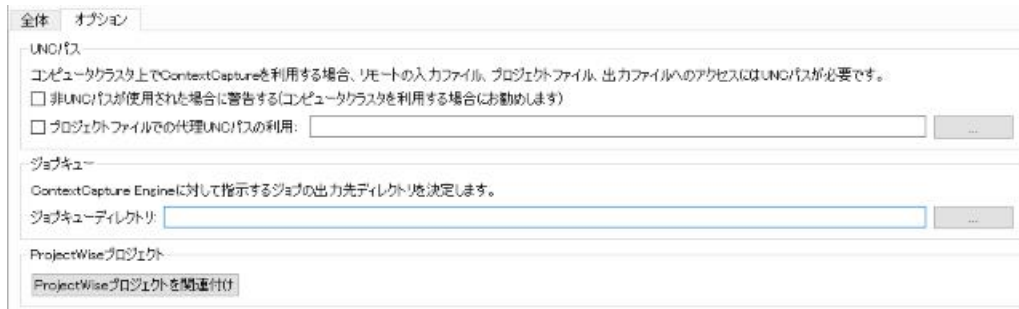 全体 オプション
UNCパス
コンピュータクラスタ上でContextCaptureを利用する場合、リモートの入力ファイル、プロジェクトファイル、出力ファイルへのアクセスにはUNCパスが必要です。
非UNCパスが使用された場合に警告する(コンピュータクラスタを利用する場合にお勧めします)
プロジェクトファイルでの代理UNCパスの利用: ...
ジョブキュー
ContextCapture Engineに対して指示するジョブの出力先ディレクトリを決定します。
ジョブキューディレクトリ: ...
ProjectWiseプロジェクト
ProjectWiseプロジェクトを関連付け